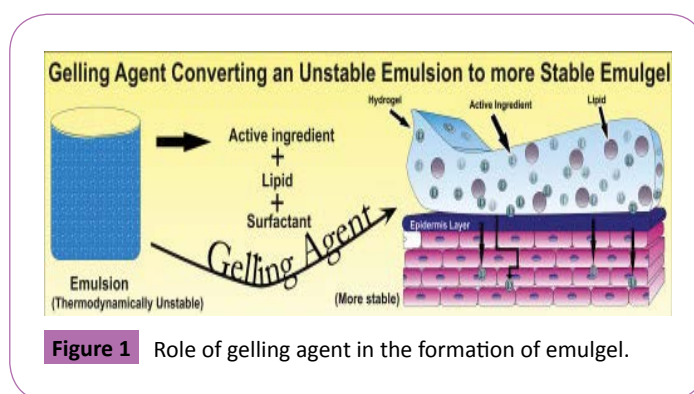 Gelling Agent Converting an Unstable Emulsion to more Stable Emulgel
Hydrogel
Active Ingredient
Lipid
Active ingredient
+
Lipid
+
Surfactant
Gelling Agent
Epidermis Layer
Emulsion
(Thermodynamically Unstable)
(More stable)
Figure 1 Role of gelling agent in the formation of emulgel.